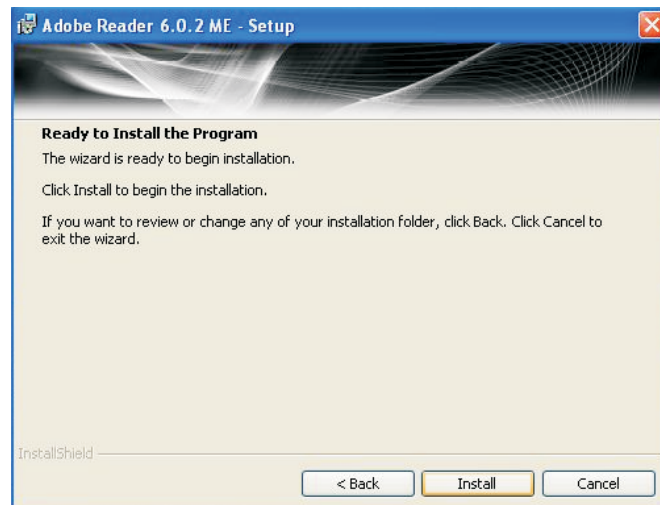 Adobe Reader 6.0.2 ME - Setup
Ready to Install the Program
The wizard is ready to begin installation.
Click Install to begin the installation.
If you want to review or change any of your installation folder, click Back. Click Cancel to
exit the wizard.
InstallShield
< Back Install Cancel